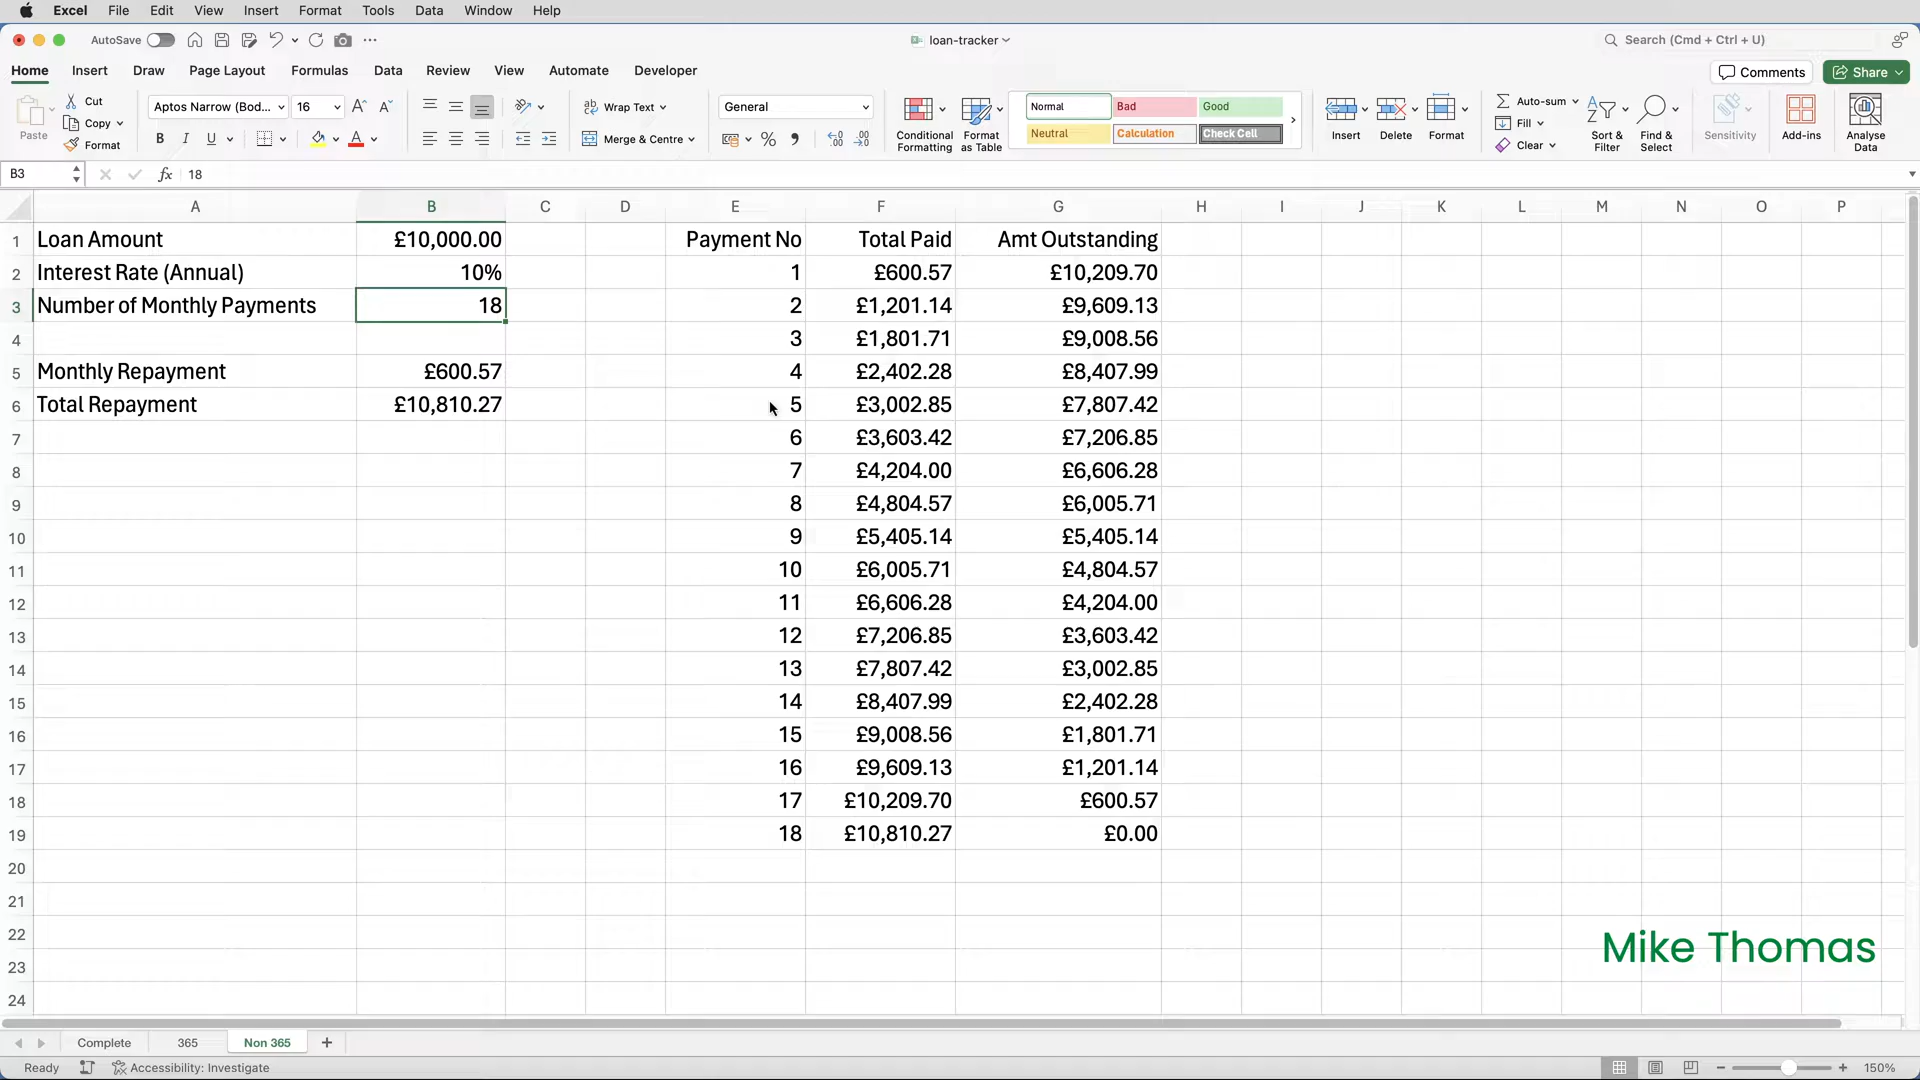 Excel File Edit View Insert Format Tools Data Window Help
AutoSave loan-tracker Search (Cmd + Ctrl + U)
Home Insert Draw Page Layout Formulas Data Review View Automate Developer Comments Share
Paste Cut Copy Format
Aptos Narrow (Bod... 16
B I U A
Wrap Text
Merge & Centre
General
Conditional Formatting
Format as Table
Normal Bad Good
Neutral Calculation Check Cell
Insert Delete Format
Auto-sum
Fill
Clear
Sort & Filter
Find & Select
Sensitivity
Add-ins
Analyse Data
B3 fx 18
A B C D E F G H I J K L M N O P
1 Loan Amount £10,000.00 Payment No Total Paid Amt Outstanding
2 Interest Rate (Annual) 10% 1 £600.57 £10,209.70
3 Number of Monthly Payments 18 2 £1,201.14 £9,609.13
4 3 £1,801.71 £9,008.56
5 Monthly Repayment £600.57 4 £2,402.28 £8,407.99
6 Total Repayment £10,810.27 5 £3,002.85 £7,807.42
7 6 £3,603.42 £7,206.85
8 7 £4,204.00 £6,606.28
9 8 £4,804.57 £6,005.71
10 9 £5,405.14 £5,405.14
11 10 £6,005.71 £4,804.57
12 11 £6,606.28 £4,204.00
13 12 £7,206.85 £3,603.42
14 13 £7,807.42 £3,002.85
15 14 £8,407.99 £2,402.28
16 15 £9,008.56 £1,801.71
17 16 £9,609.13 £1,201.14
18 17 £10,209.70 £600.57
19 18 £10,810.27 £0.00
20
21
22
Mike Thomas
23
24
Complete 365 Non 365 +
Ready Accessibility: Investigate 150%